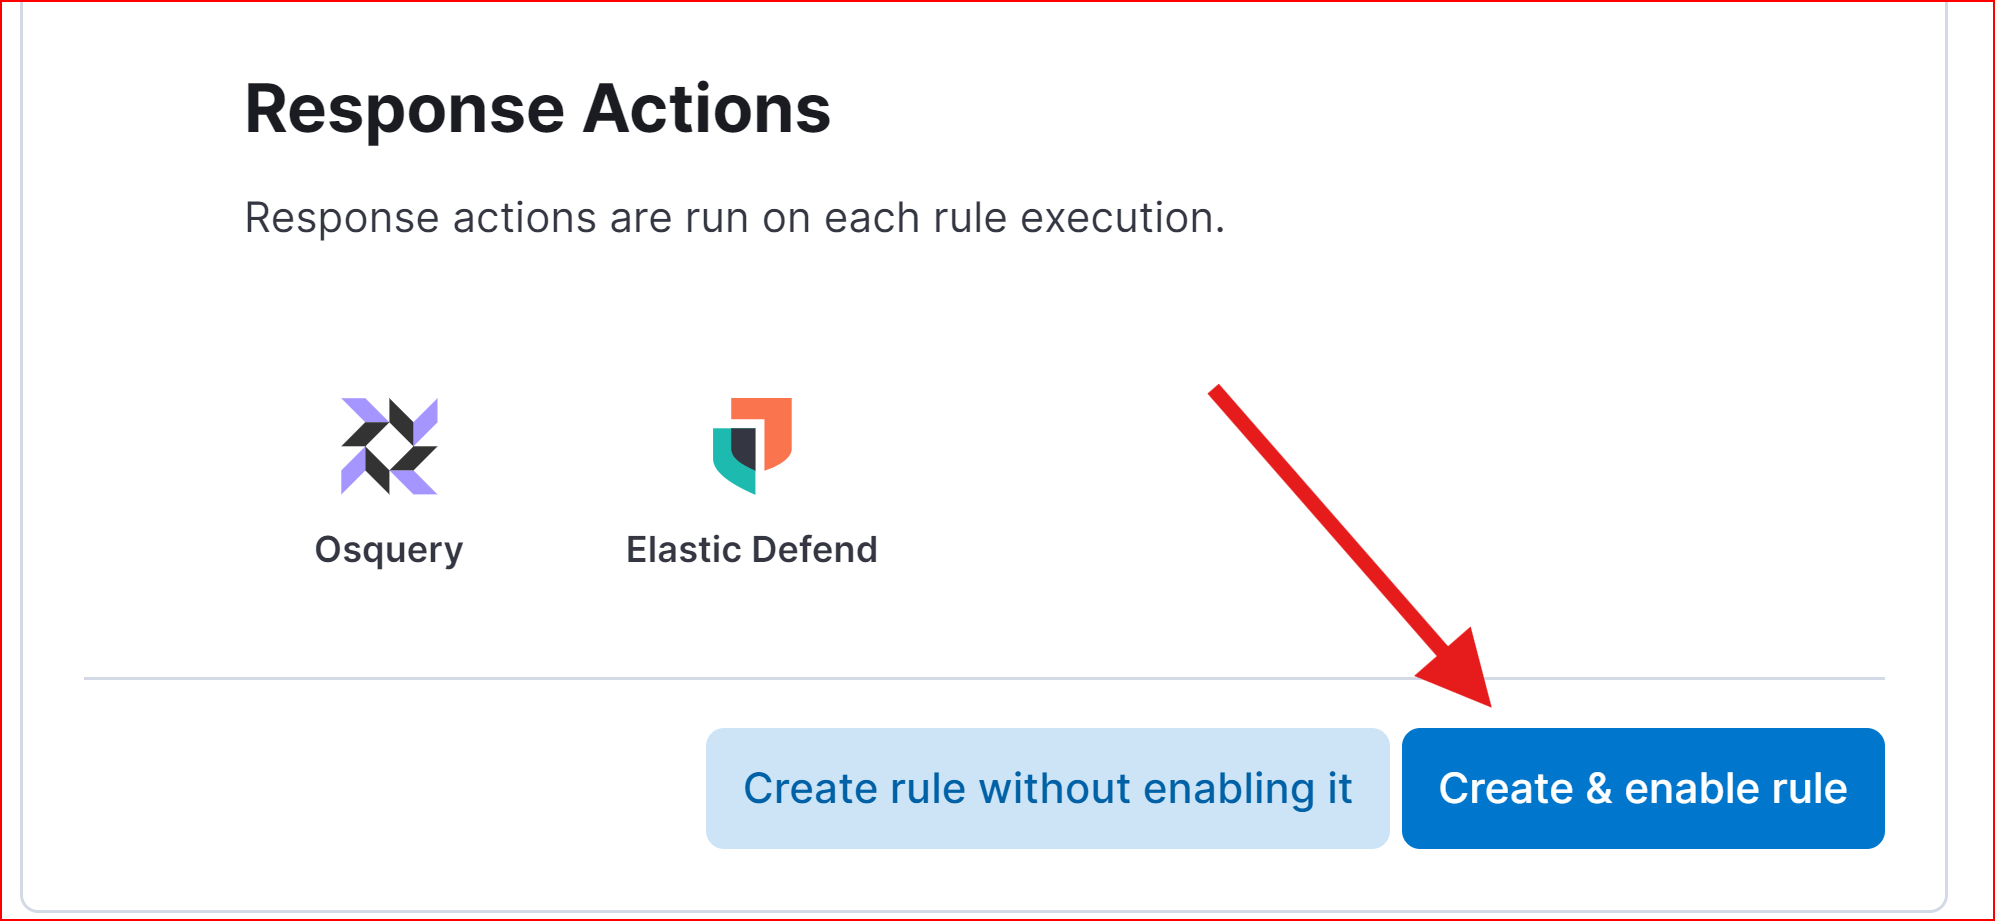 Response Actions
Response actions are run on each rule execution.
Osquery
Elastic Defend
Create rule without enabling it
Create & enable rule